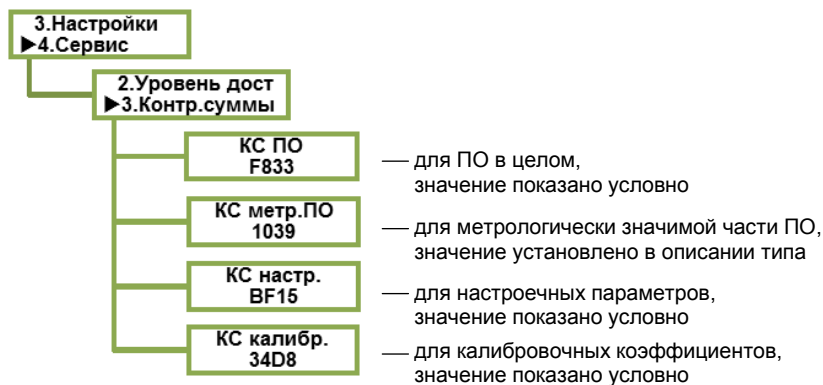 3.Настройки
▶4.Сервис
2.Уровень дост
▶3.Контр.суммы
КС ПО
F833
— для ПО в целом,
значение показано условно
КС метр.ПО
1039
— для метрологически значимой части ПО,
значение установлено в описании типа
КС настр.
BF15
— для настроечных параметров,
значение показано условно
КС калибр.
34D8
— для калибровочных коэффициентов,
значение показано условно